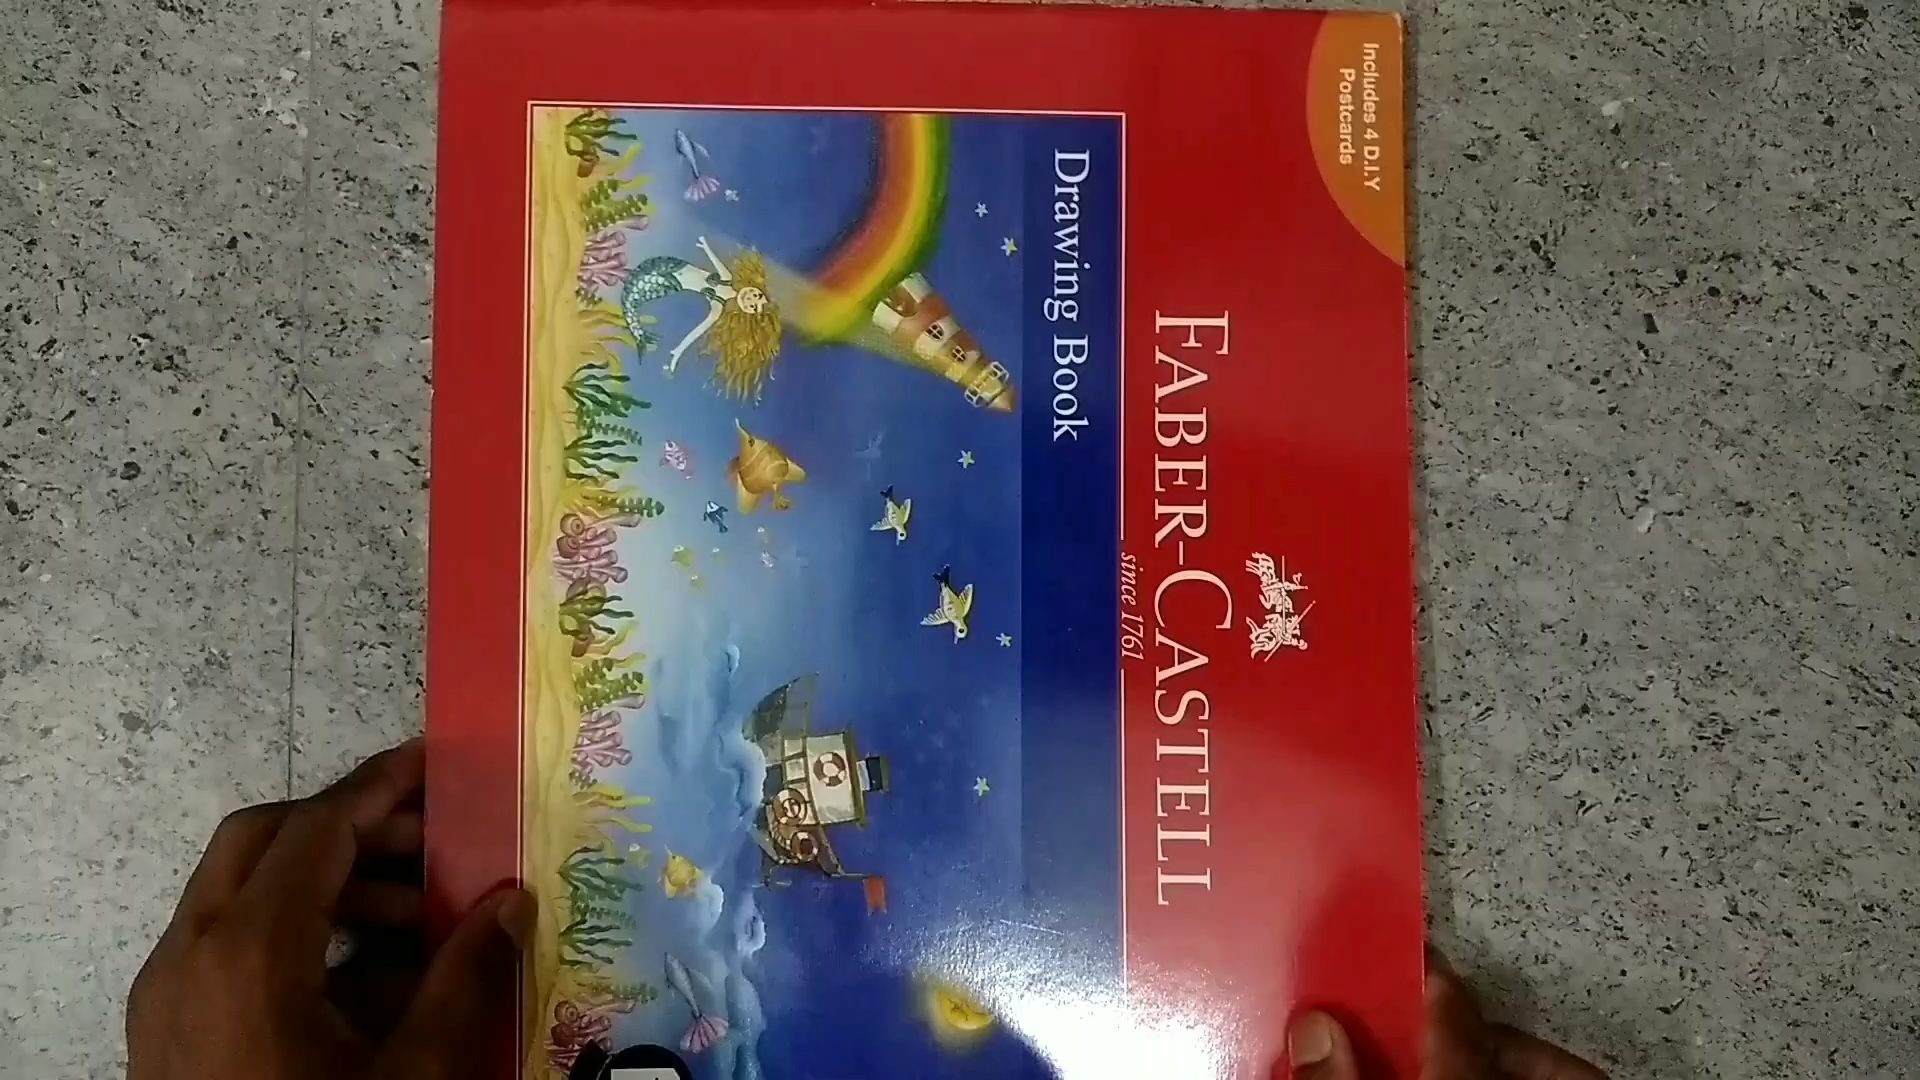 Includes 4 D.I.Y
Postcards
FABER-CASTELL
since 1761
Drawing Book